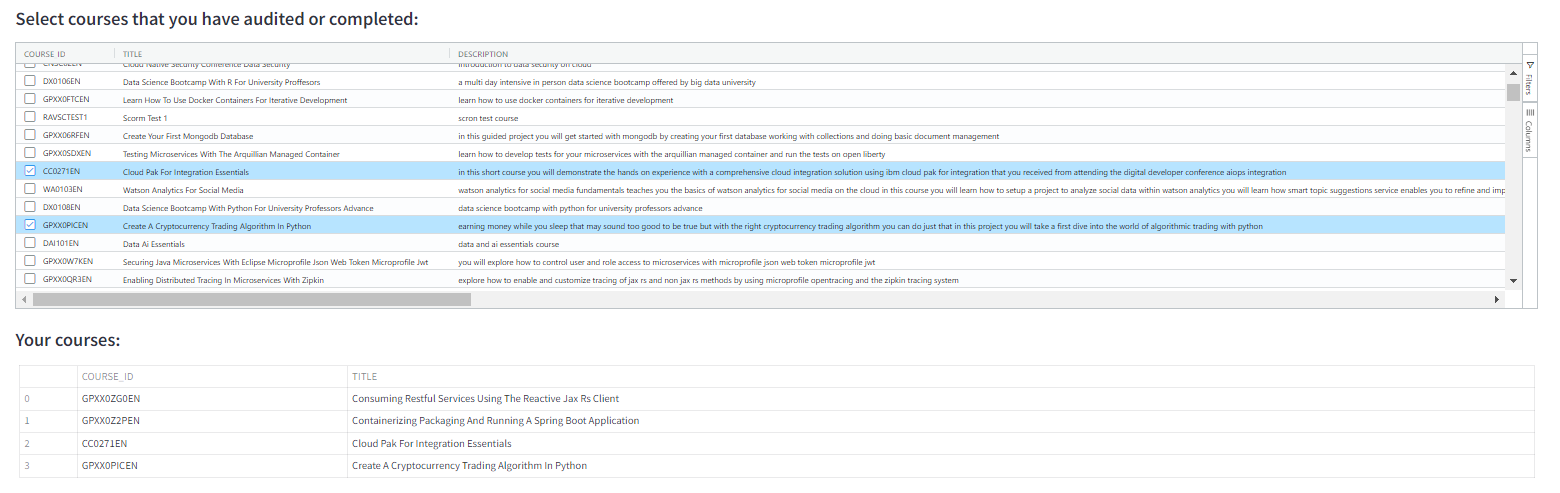 Select courses that you have audited or completed:
COURSE ID TITLE DESCRIPTION
Cloud Native Security Conference Data Security introduction to data security on cloud
DX0106EN Data Science Bootcamp With R For University Proffesors a multi day intensive in person data science bootcamp offered by big data university
GPXX0FTCEN Learn How To Use Docker Containers For Iterative Development learn how to use docker containers for iterative development
RAVSCTEST1 Scorm Test 1 scron test course
GPXX06RFEN Create Your First Mongodb Database in this guided project you will get started with mongodb by creating your first database working with collections and doing basic document management
GPXX0SDXEN Testing Microservices With The Arquillian Managed Container learn how to develop tests for your microservices with the arquillian managed container and run the tests on open liberty
CC0271EN Cloud Pak For Integration Essentials in this short course you will demonstrate the hands on experience with a comprehensive cloud integration solution using ibm cloud pak for integration that you received from attending the digital developer conference aiops integration
WA0103EN Watson Analytics For Social Media watson analytics for social media fundamentals teaches you the basics of watson analytics for social media on the cloud in this course you will learn how to setup a project to analyze social data within watson analytics you will learn how smart topic suggestions service enables you to refine and imp
DX0108EN Data Science Bootcamp With Python For University Professors Advance data science bootcamp with python for university professors advance
GPXX0PICEN Create A Cryptocurrency Trading Algorithm In Python earning money while you sleep that may sound too good to be true but with the right cryptocurrency trading algorithm you can do just that in this project you will take a first dive into the world of algorithmic trading with python
DAI101EN Data Ai Essentials data and ai essentials course
GPXX0W7KEN Securing Java Microservices With Eclipse Microprofile Json Web Token Microprofile Jwt you will explore how to control user and role access to microservices with microprofile json web token microprofile jwt
GPXX0QR3EN Enabling Distributed Tracing In Microservices With Zipkin explore how to enable and customize tracing of jax rs and non jax rs methods by using microprofile opentracing and the zipkin tracing system
Filters
Columns
Your courses:
COURSE_ID TITLE
0 GPXX0ZG0EN Consuming Restful Services Using The Reactive Jax Rs Client
1 GPXX0Z2PEN Containerizing Packaging And Running A Spring Boot Application
2 CC0271EN Cloud Pak For Integration Essentials
3 GPXX0PICEN Create A Cryptocurrency Trading Algorithm In Python